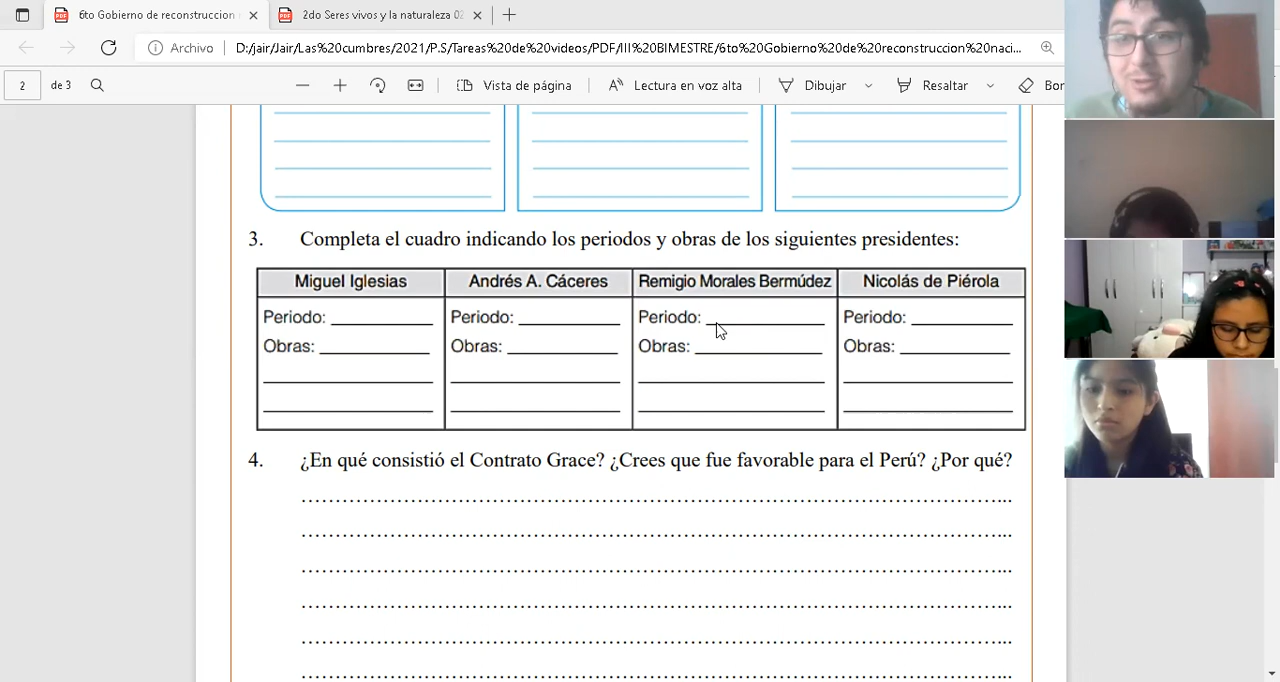 6to Gobierno de reconstruccion
2do Seres vivos y la naturaleza 02
Archivo
D:/jair/Jair/Las%20cumbres/2021/P.S/tareas%20de%20videos/PDF/III%20BIMESTRE/6to%20Gobierno%20de%20reconstruccion%20naci...
2 de 3
Vista de página
Lectura en voz alta
Dibujar
Resaltar
Bor
3. Completa el cuadro indicando los periodos y obras de los siguientes presidentes:
Miguel Iglesias Andrés A. Cáceres Remigio Morales Bermúdez Nicolás de Piérola
Periodo: Periodo: Periodo: Periodo:
Obras: Obras: Obras: Obras:
4. ¿En qué consistió el Contrato Grace? ¿Crees que fue favorable para el Perú? ¿Por qué?